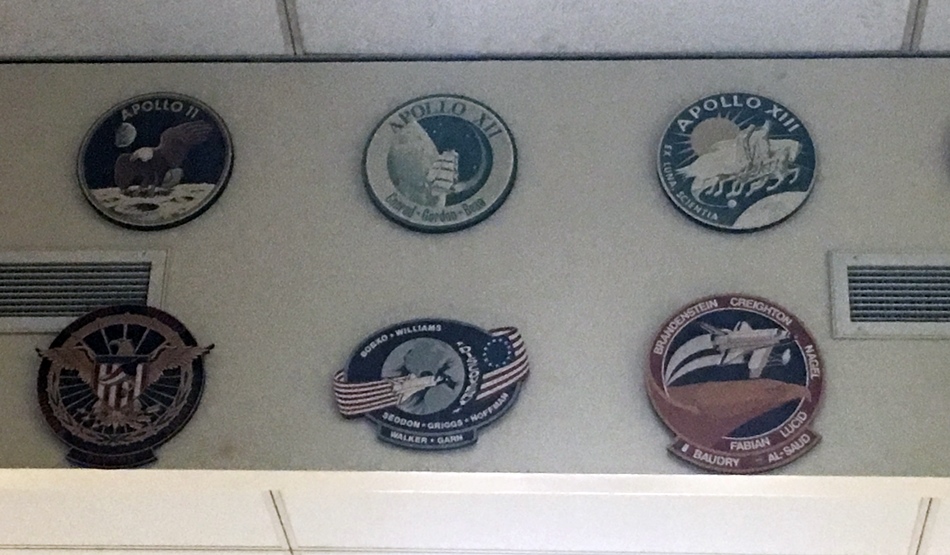 APOLLO 11
APOLLO XII
Conrad • Gordon • Bean
APOLLO XIII
EX LUNA, SCIENTIA
BOBKO • WILLIAMS
SEDDON • GRIGGS • HOFFMAN
WALKER • GARN
BRANDENSTEIN CREIGHTON NAGEL
FABIAN LUCID
BAUDRY AL-SAUD